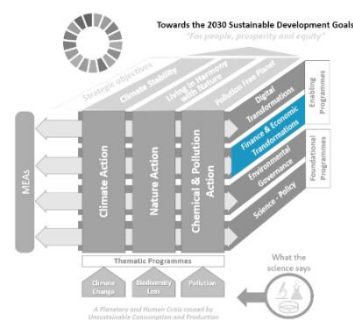 Towards the 2030 Sustainable Development Goals
"For people, prosperity and equity"
Strategic objectives
Climate Stability
Living in Harmony
with Nature
Pollution Free Planet
Digital
Transformations
Finance & Economic
Transformations
Environmental
Governance
Science - Policy
Enabling
Programmes
Foundational
Programmes
MEAs
Climate Action
Nature Action
Chemical & Pollution
Action
Thematic Programmes
Climate
Change
Biodiversity
Loss
Pollution
What the
science says
A Planetary and Human Crisis caused by
Unsustainable Consumption and Production